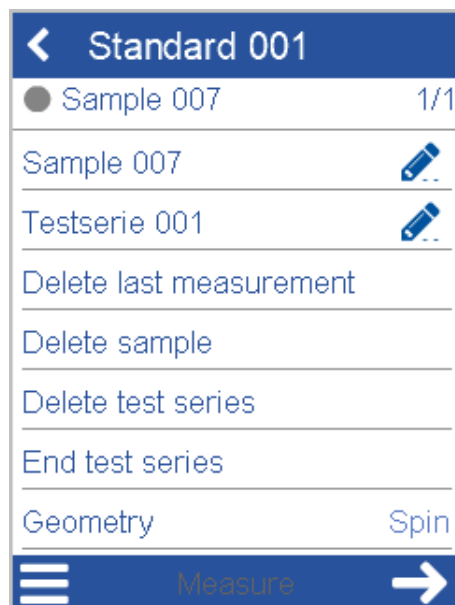 Standard 001
Sample 007 1/1
Sample 007
Testserie 001
Delete last measurement
Delete sample
Delete test series
End test series
Geometry Spin
Measure